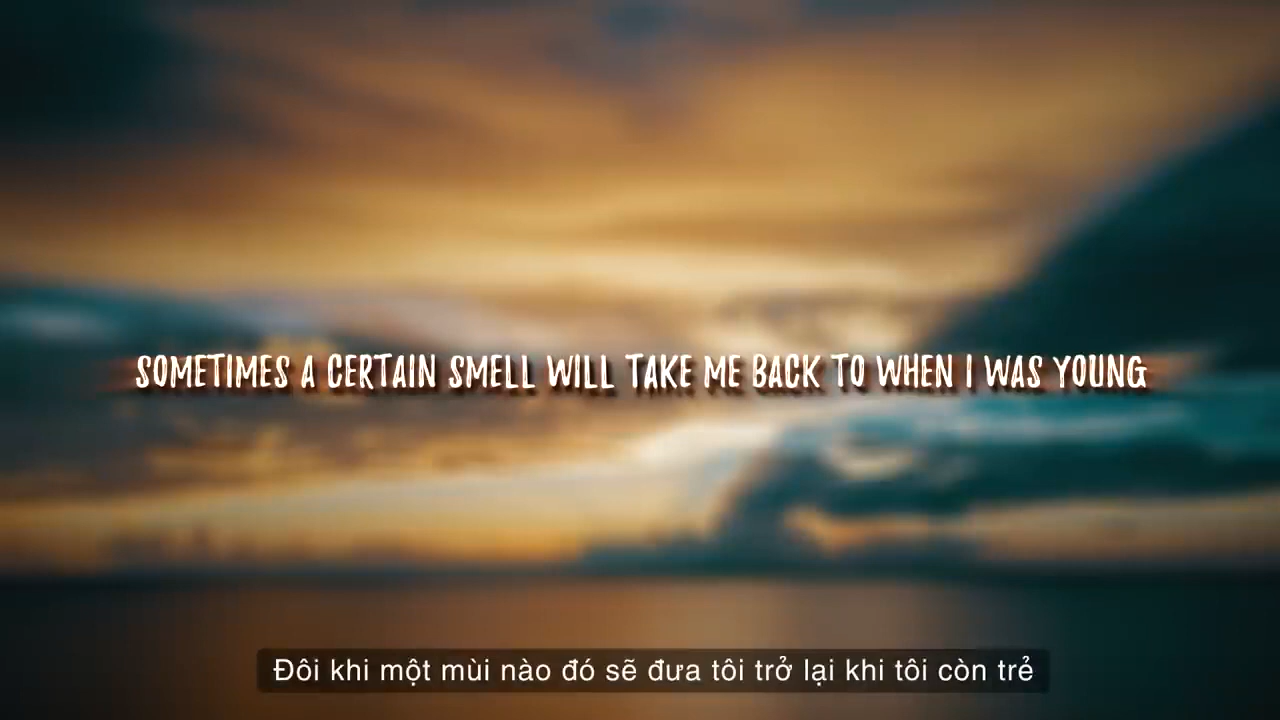 SOMETIMES A CERTAIN SMELL WILL TAKE ME BACK TO WHEN I WAS YOUNG
Đôi khi một mùi nào đó sẽ đưa tôi trở lại khi tôi còn trẻ